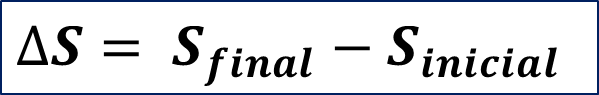 ΔS = S_final − S_inicial